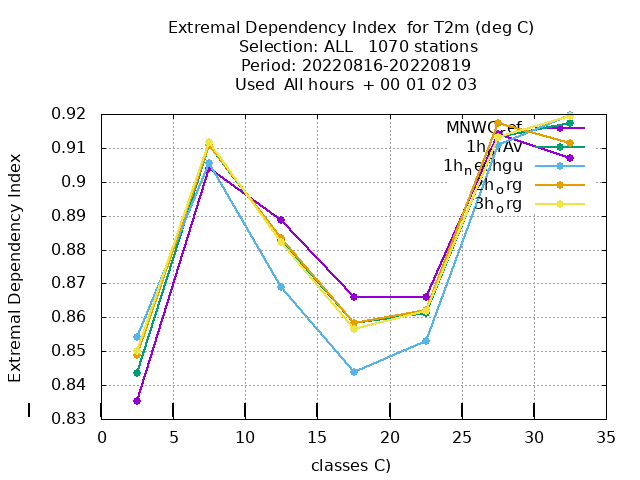 Extremal Dependency Index for T2m (deg C)
Selection: ALL 1070 stations
Period: 20220816-20220819
Used All hours + 00 01 02 03
Extremal Dependency Index
0.92
0.91
0.9
0.89
0.88
0.87
0.86
0.85
0.84
0.83
0 5 10 15 20 25 30 35
classes C)
3horg